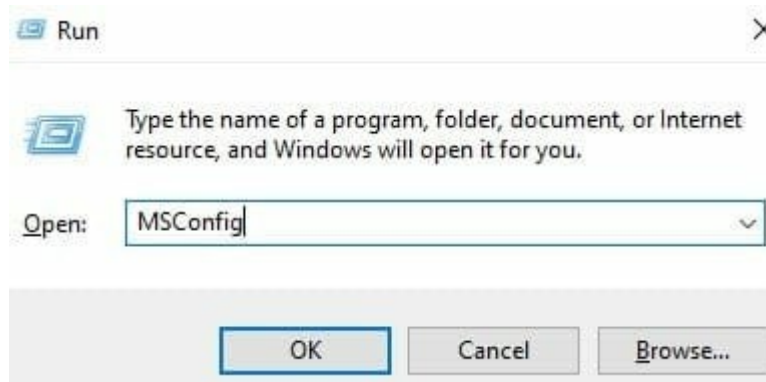 Run
Type the name of a program, folder, document, or Internet
resource, and Windows will open it for you.
Open: MSConfig
OK Cancel Browse...